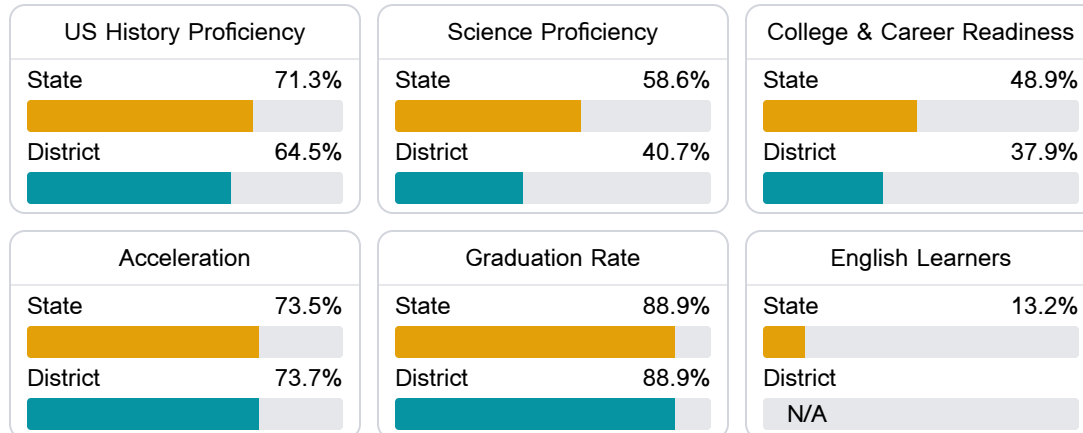 US History Proficiency
State 71.3%
District 64.5%
Science Proficiency
State 58.6%
District 40.7%
College & Career Readiness
State 48.9%
District 37.9%
Acceleration
State 73.5%
District 73.7%
Graduation Rate
State 88.9%
District 88.9%
English Learners
State 13.2%
District
N/A